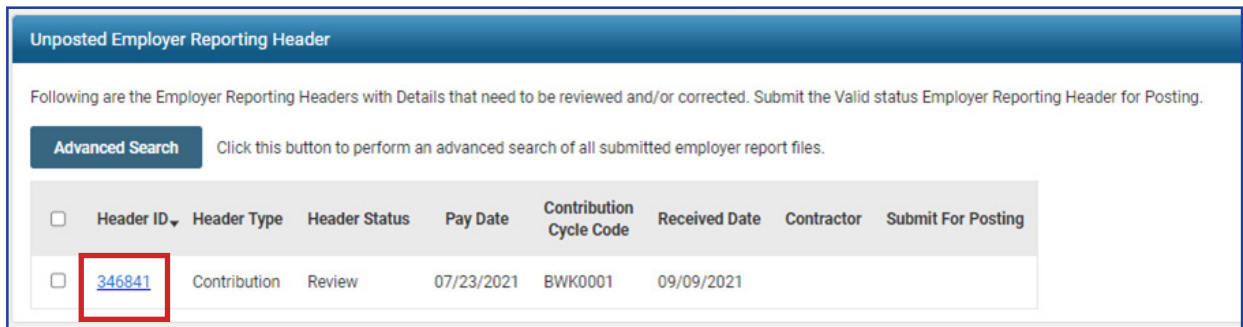 Unposted Employer Reporting Header
Following are the Employer Reporting Headers with Details that need to be reviewed and/or corrected. Submit the Valid status Employer Reporting Header for Posting.
Advanced Search Click this button to perform an advanced search of all submitted employer report files.
Header ID Header Type Header Status Pay Date Contribution Cycle Code Received Date Contractor Submit For Posting
346841 Contribution Review 07/23/2021 BWK0001 09/09/2021